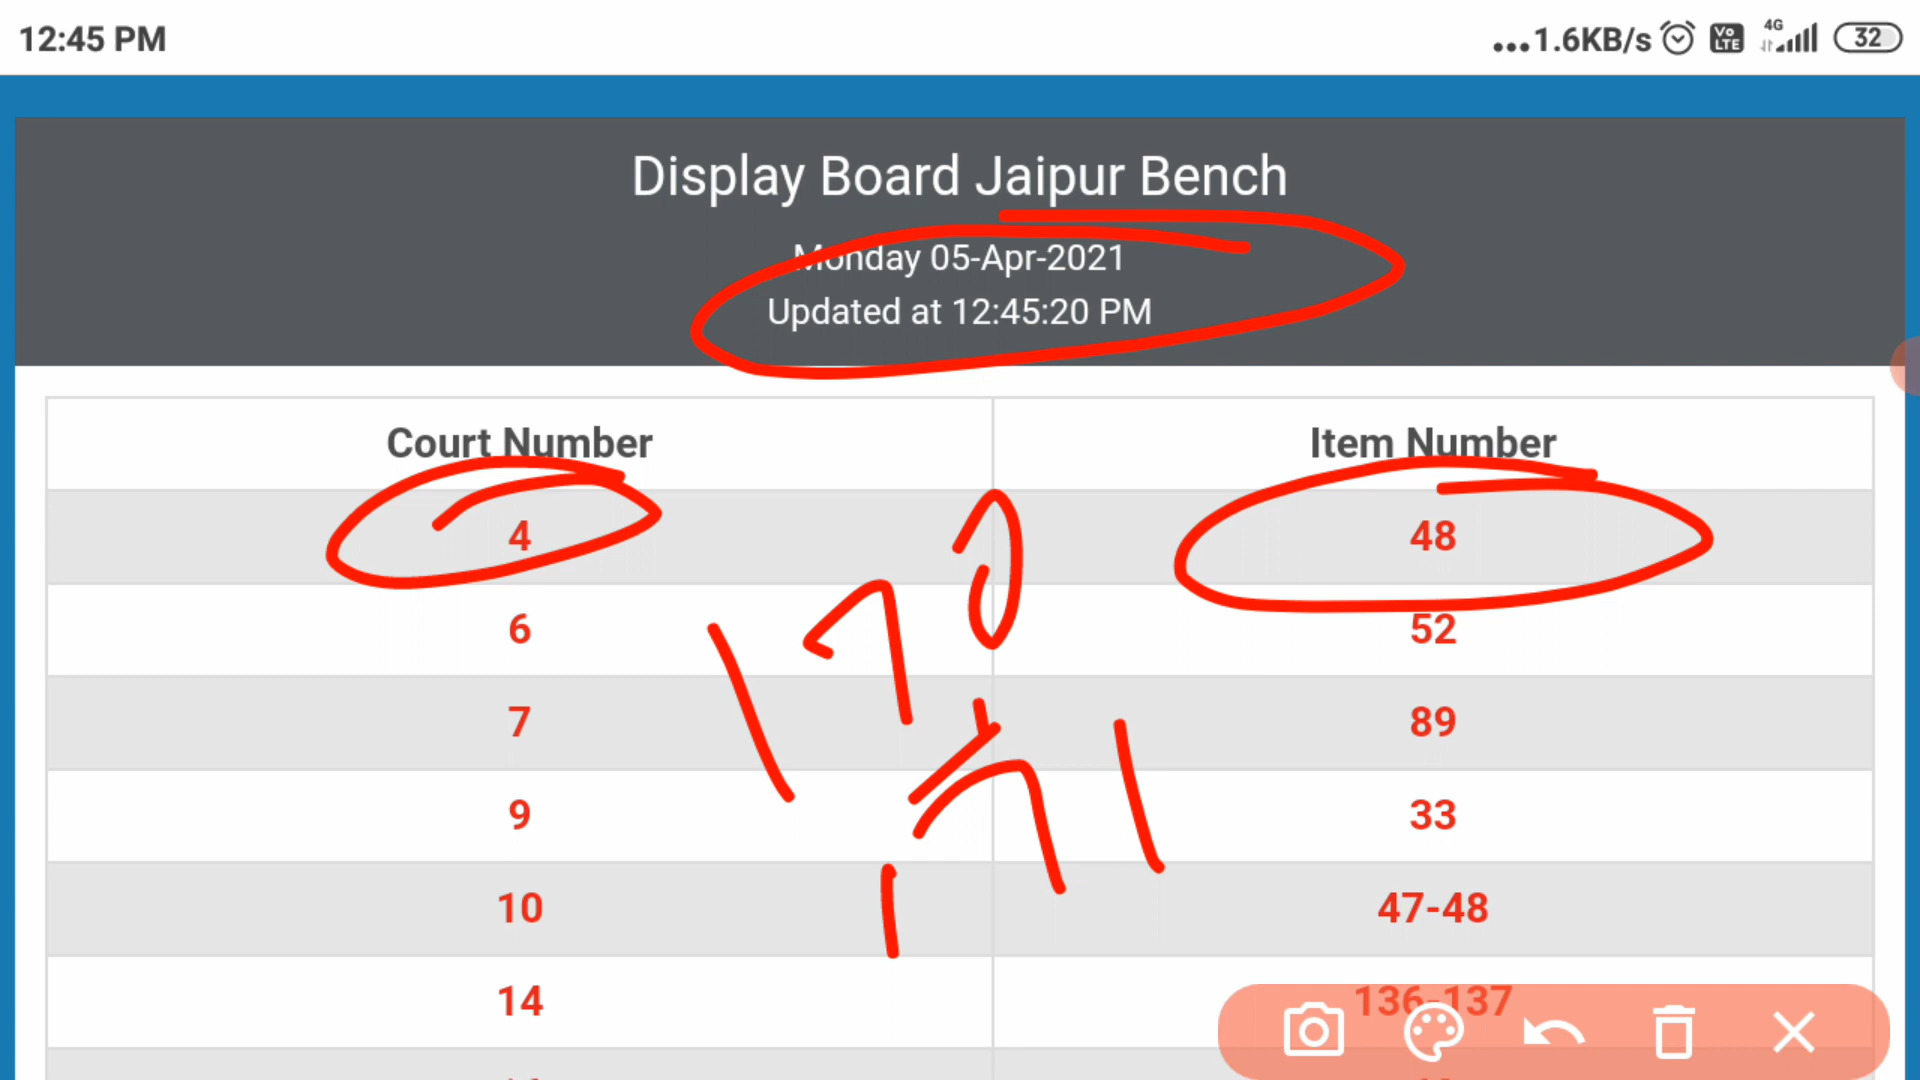 12:45 PM ...1.6KB/s Vo LTE 4G 32
Display Board Jaipur Bench
Monday 05-Apr-2021
Updated at 12:45:20 PM
Court Number Item Number
4 48
6 52
7 89
9 33
10 47-48
14 136-137